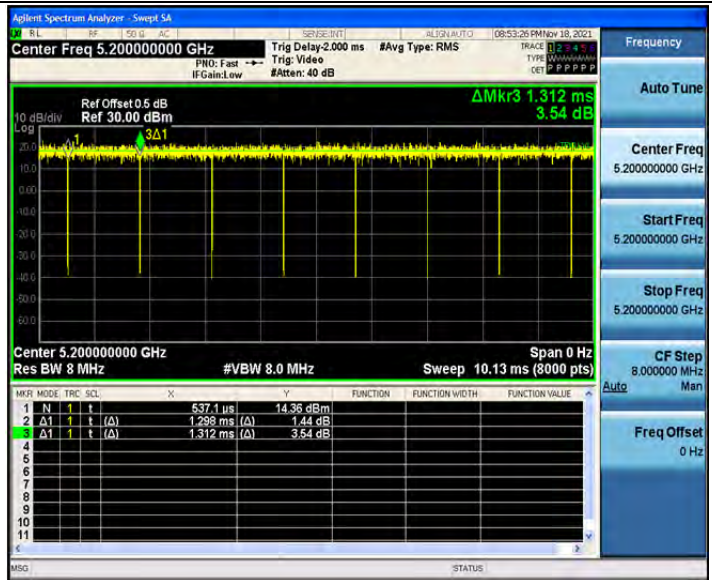 Agilent Spectrum Analyzer - Swept SA
RL RF 50 Ω AC SENSE:INT ALIGN AUTO 08:53:26 PM Nov 18, 2021
Center Freq 5.200000000 GHz
Trig Delay-2.000 ms #Avg Type: RMS
TRACE 1 2 3 4 5 6
PNO: Fast Trig: Video
TYPE
IFGain:Low #Atten: 40 dB
DET P P P P P P
Frequency
ΔMkr3 1.312 ms
3.54 dB
Ref Offset 0.5 dB
10 dB/div Ref 30.00 dBm
Log
1
3Δ1
20.0
10.0
0.00
-10.0
-20.0
-30.0
-40.0
-50.0
-60.0
Center 5.200000000 GHz Span 0 Hz
Res BW 8 MHz #VBW 8.0 MHz Sweep 10.13 ms (8000 pts)
MKR MODE TRC SCL X Y FUNCTION FUNCTION WIDTH FUNCTION VALUE
1 N 1 t 537.1 µs 14.36 dBm
2 Δ1 1 t (Δ) 1.298 ms (Δ) 1.44 dB
3 Δ1 1 t (Δ) 1.312 ms (Δ) 3.54 dB
4
5
6
7
8
9
10
11
MSG STATUS
Auto Tune
Center Freq
5.200000000 GHz
Start Freq
5.200000000 GHz
Stop Freq
5.200000000 GHz
CF Step
8.000000 MHz
Auto Man
Freq Offset
0 Hz